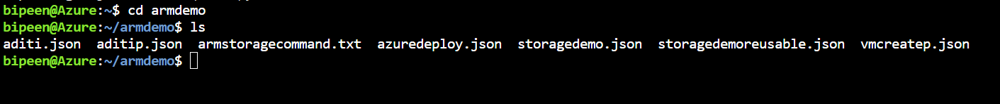 bipeen@Azure:~$ cd armdemo
bipeen@Azure:~/armdemo$ ls
aditi.json  aditip.json  armstoragecommand.txt  azuredeploy.json  storagedemo.json  storagedemoreusable.json  vmcreatep.json
bipeen@Azure:~/armdemo$